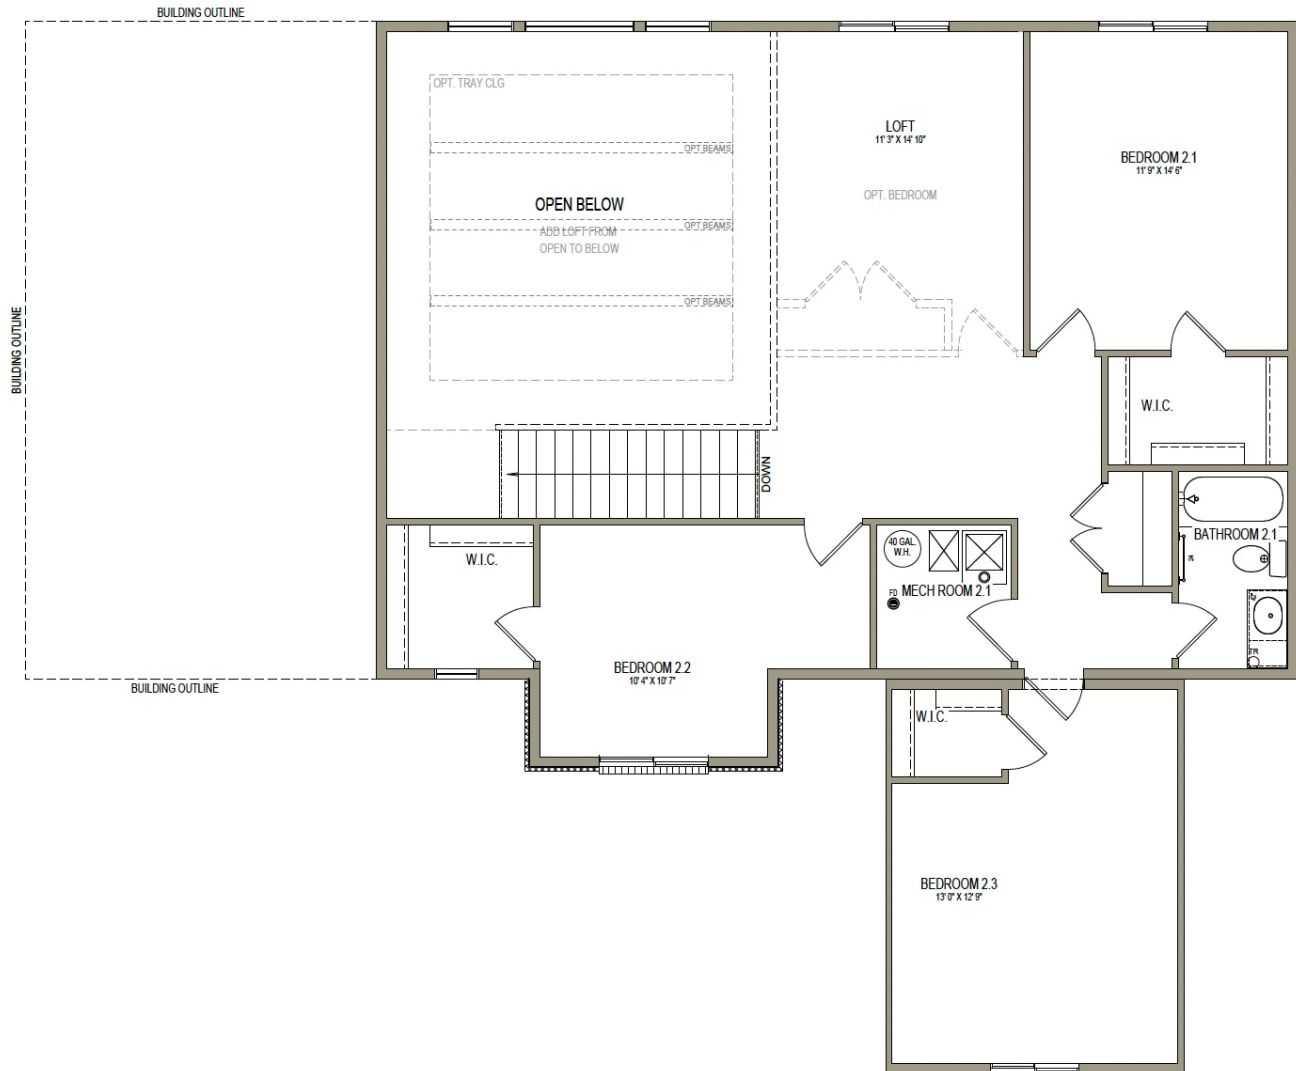 BUILDING OUTLINE
OPT. TRAY CLG
LOFT
11' 3" X 14' 10"
OPT BEAMS
BEDROOM 2.1
11' 9" X 14' 6"
OPEN BELOW
OPT. BEDROOM
OPT BEAMS
ADD LOFT FROM
OPEN TO BELOW
OPT BEAMS
BUILDING OUTLINE
W.I.C.
DOWN
BATHROOM 2.1
40 GAL.
W.H.
W.I.C.
FD
MECH ROOM 2.1
TR
BEDROOM 2.2
10' 4" X 10' 7"
BUILDING OUTLINE
W.I.C.
BEDROOM 2.3
13' 0" X 12' 9"